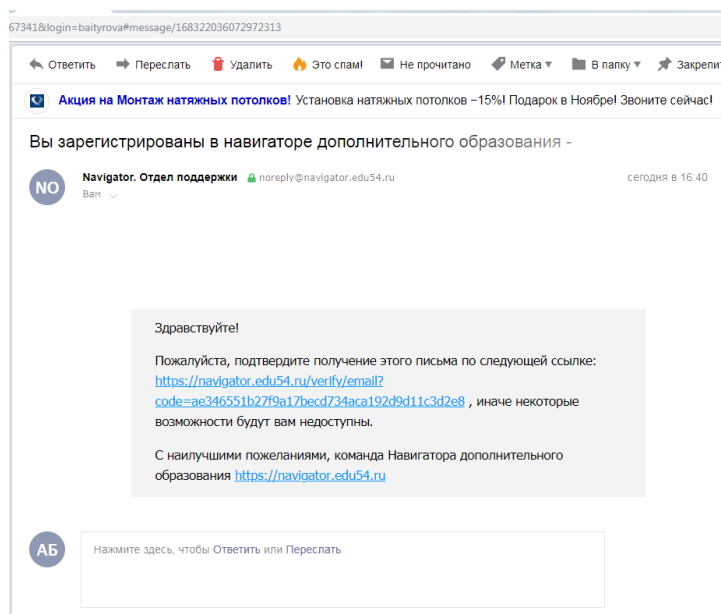 67341&login=baityrova#message/168322036072972313
Ответить Переслать Удалить Это спам! Не прочитано Метка В папку Закрепит
Акция на Монтаж натяжных потолков! Установка натяжных потолков −15%! Подарок в Ноябре! Звоните сейчас!
Вы зарегистрированы в навигаторе дополнительного образования -
NO
Navigator. Отдел поддержки noreply@navigator.edu54.ru сегодня в 16:40
Вам
Здравствуйте!
Пожалуйста, подтвердите получение этого письма по следующей ссылке:
https://navigator.edu54.ru/verify/email?
code=ae346551b27f9a17becd734aca192d9d11c3d2e8 , иначе некоторые
возможности будут вам недоступны.
С наилучшими пожеланиями, команда Навигатора дополнительного
образования https://navigator.edu54.ru
АБ
Нажмите здесь, чтобы Ответить или Переслать